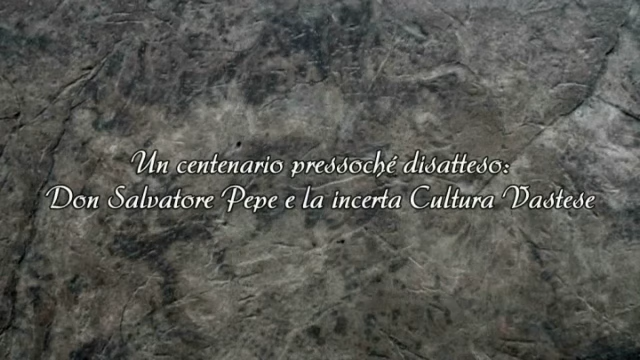 Un centenario pressoché disatteso:
Don Salvatore Pepe e la incerta Cultura Vastese